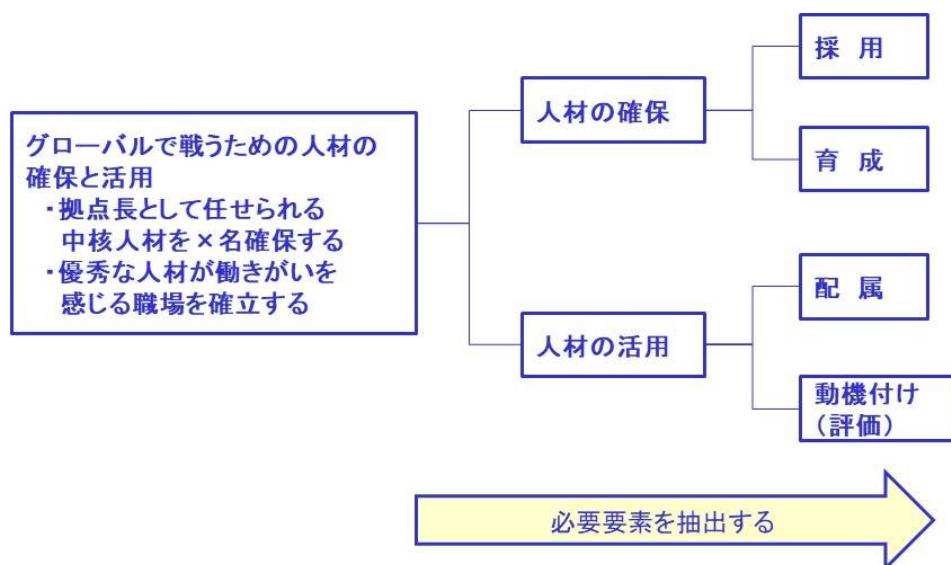 グローバルで戦うための人材の
確保と活用
・拠点長として任せられる
中核人材を×名確保する
・優秀な人材が働きがいを
感じる職場を確立する
人材の確保
採 用
育 成
人材の活用
配 属
動機付け
（評価）
必要要素を抽出する